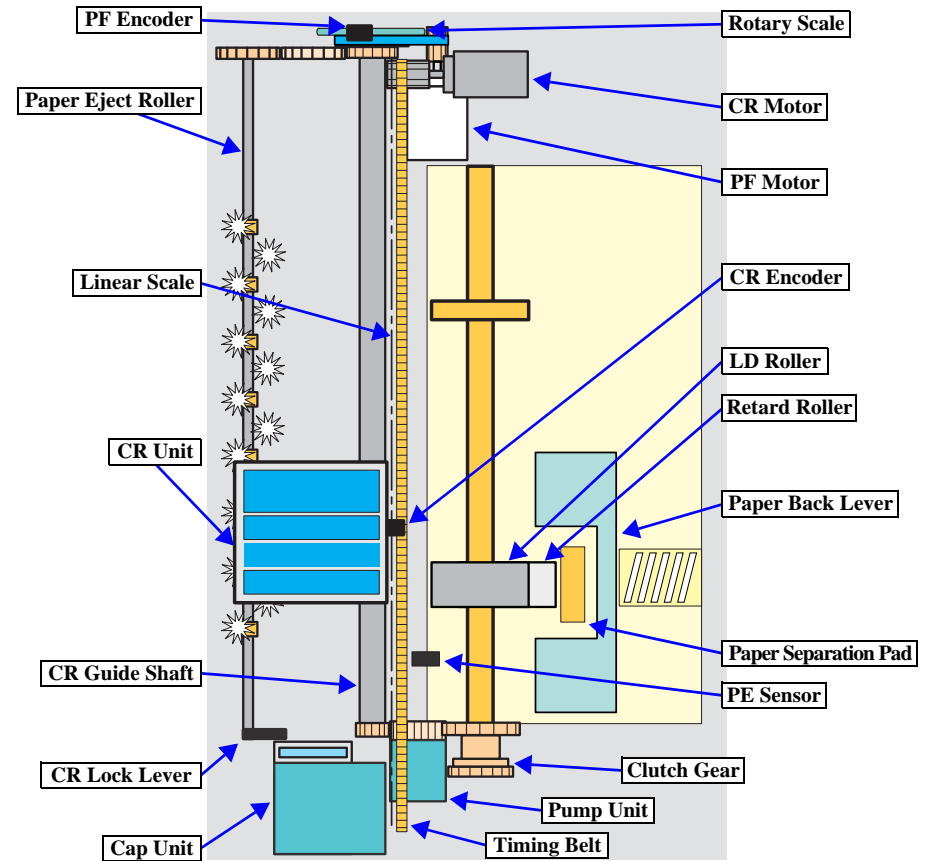 PF Encoder
Rotary Scale
Paper Eject Roller
CR Motor
PF Motor
Linear Scale
CR Encoder
LD Roller
Retard Roller
CR Unit
Paper Back Lever
Paper Separation Pad
CR Guide Shaft
PE Sensor
CR Lock Lever
Clutch Gear
Pump Unit
Cap Unit
Timing Belt